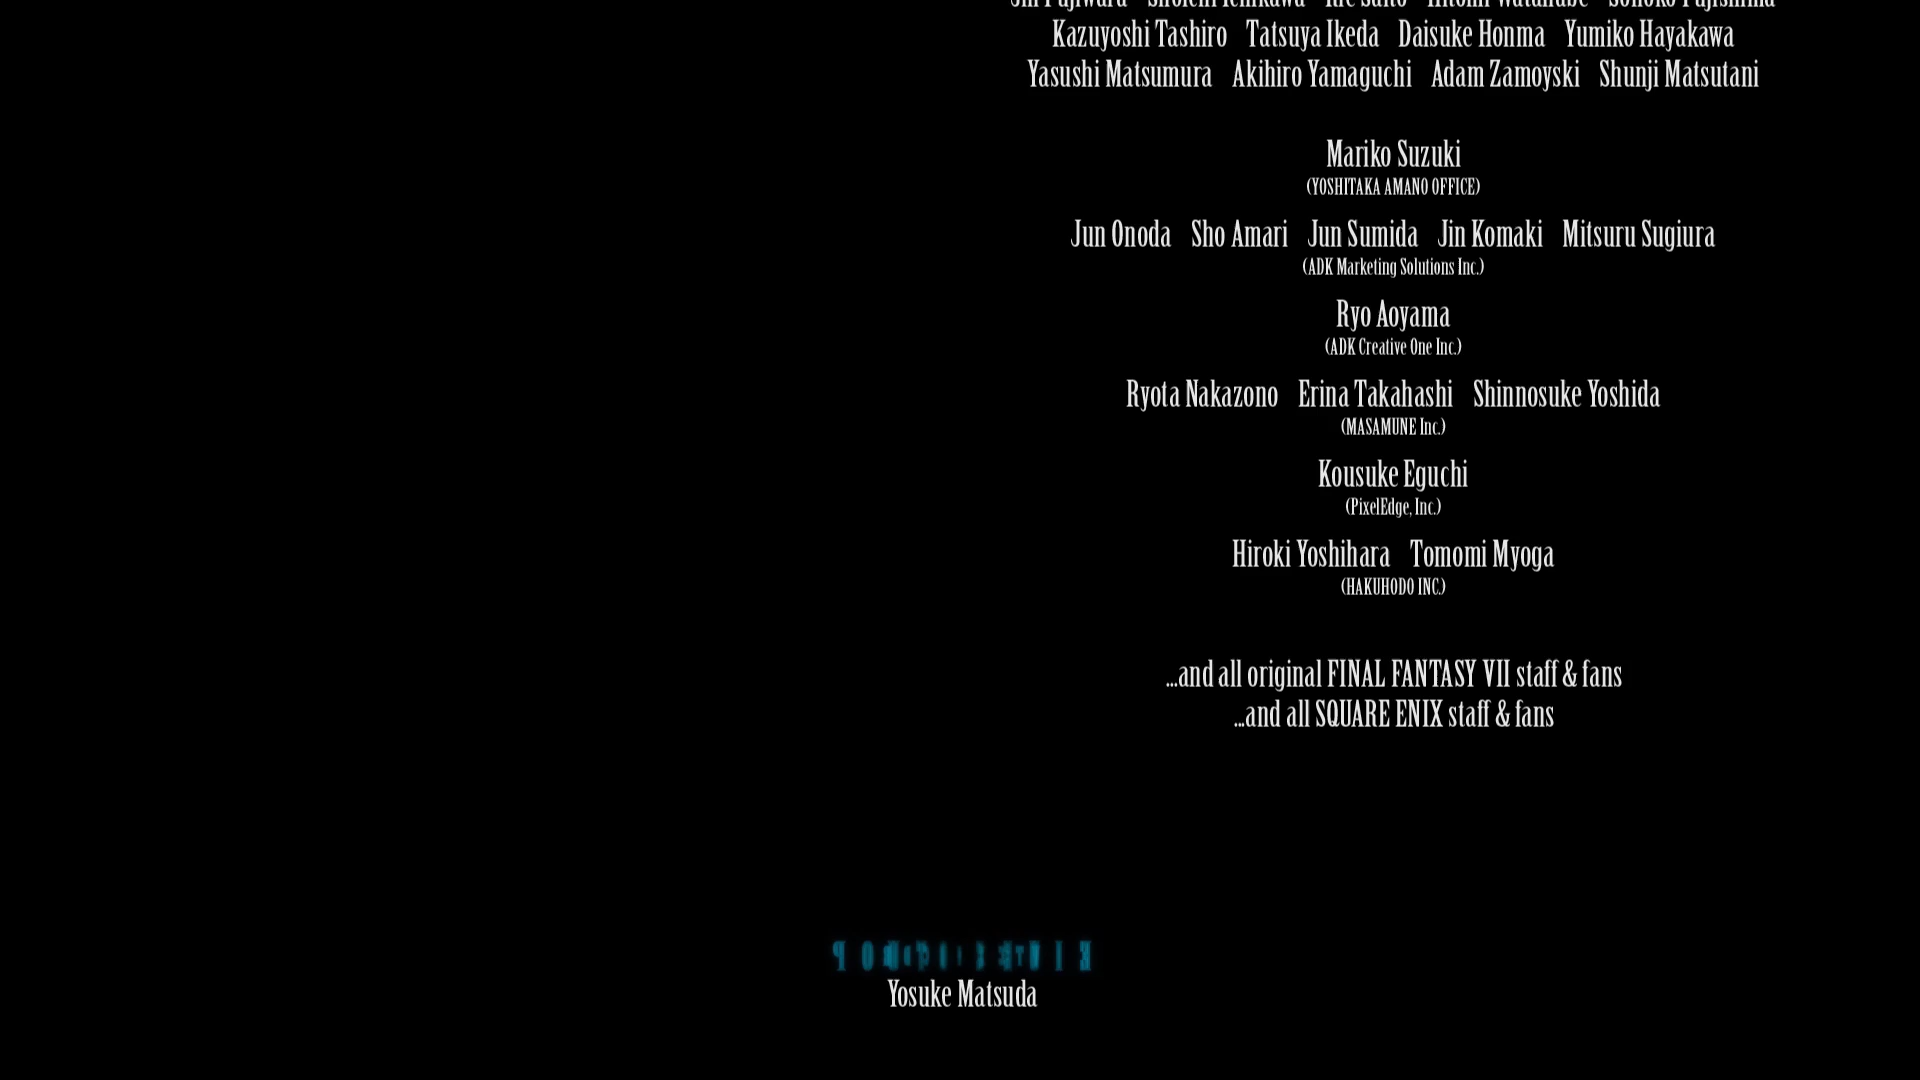 Kazuyoshi Tashiro Tatsuya Ikeda Daisuke Honma Yumiko Hayakawa
Yasushi Matsumura Akihiro Yamaguchi Adam Zamoyski Shunji Matsutani
Mariko Suzuki
(YOSHITAKA AMANO OFFICE)
Jun Onoda Sho Amari Jun Sumida Jin Komaki Mitsuru Sugiura
(ADK Marketing Solutions Inc.)
Ryo Aoyama
(ADK Creative One Inc.)
Ryota Nakazono Erina Takahashi Shinnosuke Yoshida
(MASAMUNE Inc.)
Kousuke Eguchi
(PixelEdge, Inc.)
Hiroki Yoshihara Tomomi Myoga
(HAKUHODO INC.)
...and all original FINAL FANTASY VII staff & fans
...and all SQUARE ENIX staff & fans
Yosuke Matsuda